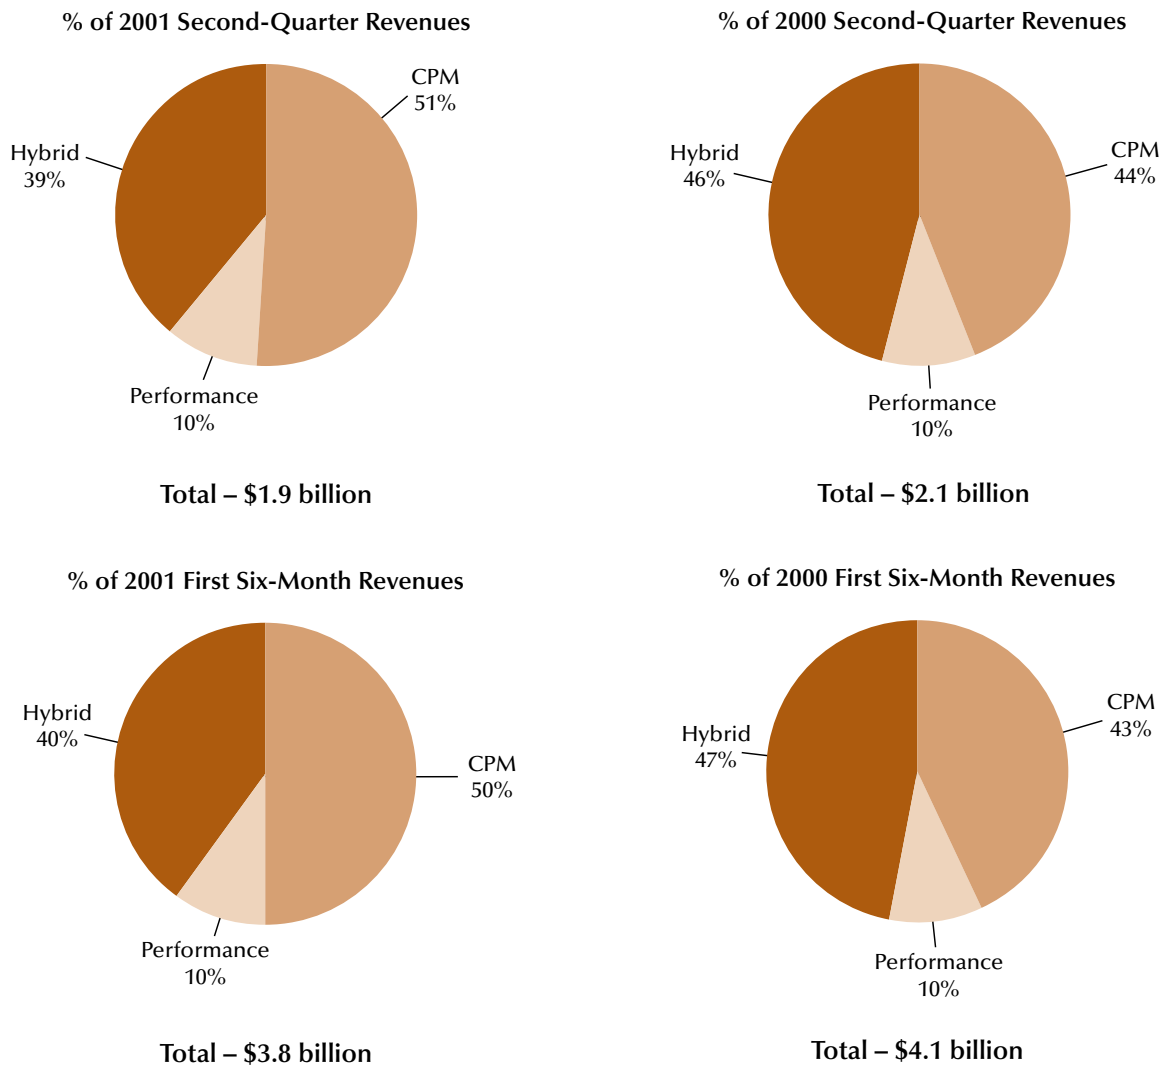 % of 2001 Second-Quarter Revenues
CPM
51%
Hybrid
39%
Performance
10%
Total – $1.9 billion
% of 2000 Second-Quarter Revenues
CPM
44%
Hybrid
46%
Performance
10%
Total – $2.1 billion
% of 2001 First Six-Month Revenues
Hybrid
40%
CPM
50%
Performance
10%
Total – $3.8 billion
% of 2000 First Six-Month Revenues
CPM
43%
Hybrid
47%
Performance
10%
Total – $4.1 billion